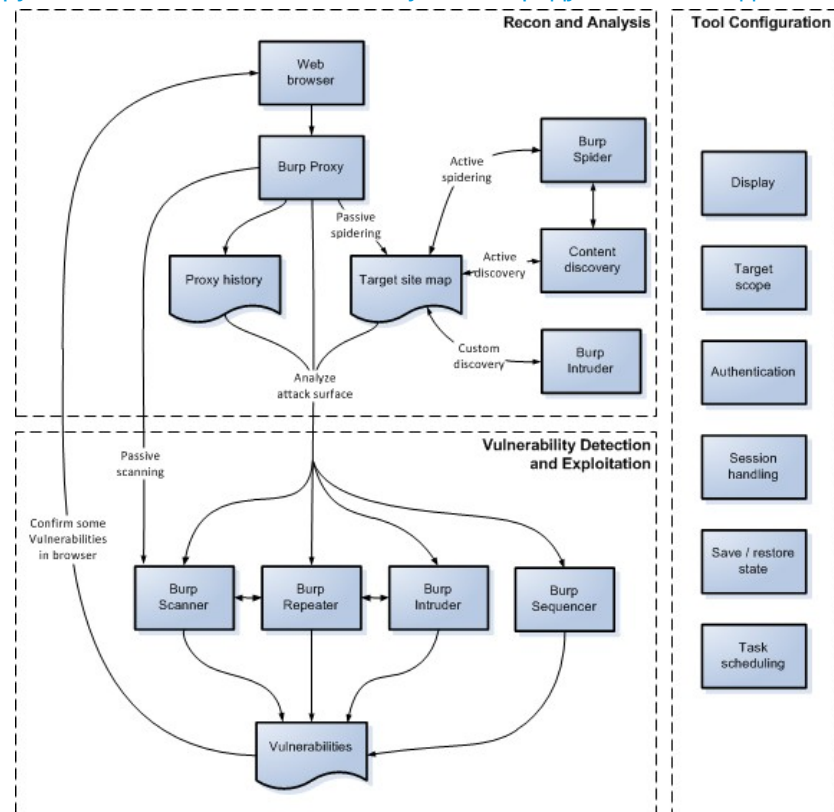 Recon and Analysis
Tool Configuration
Web
browser
Burp Proxy
Burp
Spider
Active
spidering
Passive
spidering
Display
Proxy history
Target site map
Active
discovery
Content
discovery
Target
scope
Custom
discovery
Burp
Intruder
Analyze
attack surface
Authentication
Vulnerability Detection
and Exploitation
Passive
scanning
Session
handling
Confirm some
Vulnerabilities
in browser
Save / restore
state
Burp
Scanner
Burp
Repeater
Burp
Intruder
Burp
Sequencer
Task
scheduling
Vulnerabilities